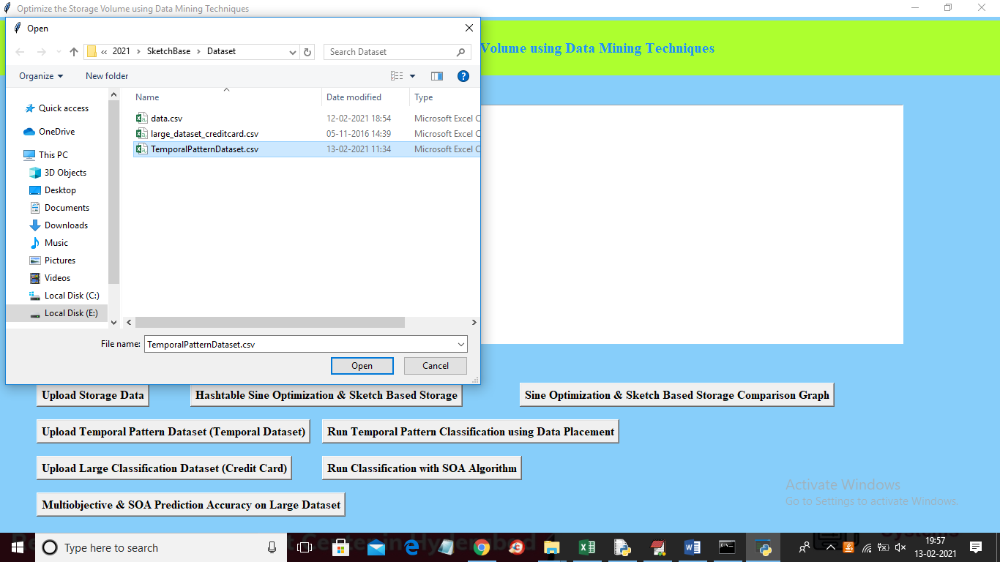 Optimize the Storage Volume using Data Mining Techniques
Open
Volume using Data Mining Techniques
« 2021 › SketchBase › Dataset
Search Dataset
Organize
New folder
?
Name
Date modified
Type
Quick access
OneDrive
This PC
3D Objects
Desktop
Documents
Downloads
Music
Pictures
Videos
Local Disk (C:)
Local Disk (E:)
data.csv 12-02-2021 18:54 Microsoft Excel C
large_dataset_creditcard.csv 05-11-2016 14:39 Microsoft Excel C
TemporalPatternDataset.csv 13-02-2021 11:34 Microsoft Excel C
File name: TemporalPatternDataset.csv
Open
Cancel
Upload Storage Data
Hashtable Sine Optimization & Sketch Based Storage
Sine Optimization & Sketch Based Storage Comparison Graph
Upload Temporal Pattern Dataset (Temporal Dataset)
Run Temporal Pattern Classification using Data Placement
Upload Large Classification Dataset (Credit Card)
Run Classification with SOA Algorithm
Multiobjective & SOA Prediction Accuracy on Large Dataset
Activate Windows
Go to Settings to activate Windows.
Type here to search
19:57
13-02-2021